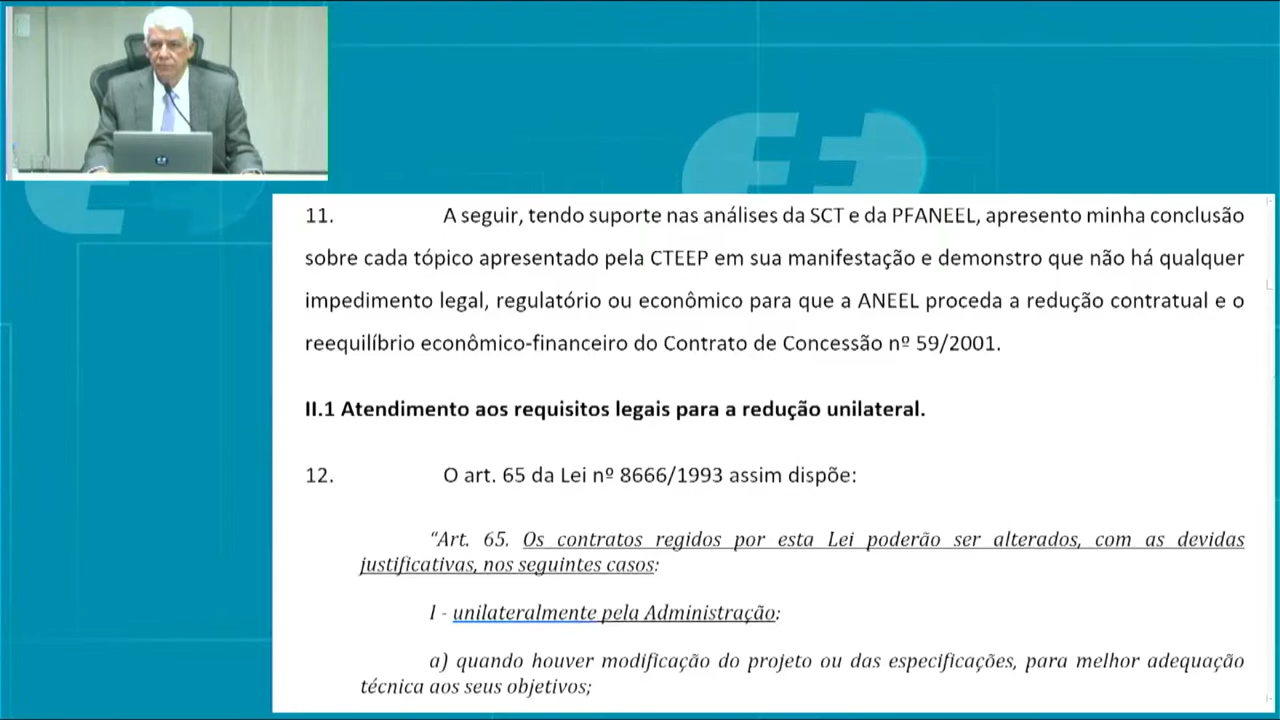 11. A seguir, tendo suporte nas análises da SCT e da PFANEEL, apresento minha conclusão
sobre cada tópico apresentado pela CTEEP em sua manifestação e demonstro que não há qualquer
impedimento legal, regulatório ou econômico para que a ANEEL proceda a redução contratual e o
reequilíbrio econômico-financeiro do Contrato de Concessão nº 59/2001.
II.1 Atendimento aos requisitos legais para a redução unilateral.
12. O art. 65 da Lei nº 8666/1993 assim dispõe:
“Art. 65. Os contratos regidos por esta Lei poderão ser alterados, com as devidas
justificativas, nos seguintes casos:
I - unilateralmente pela Administração:
a) quando houver modificação do projeto ou das especificações, para melhor adequação
técnica aos seus objetivos;